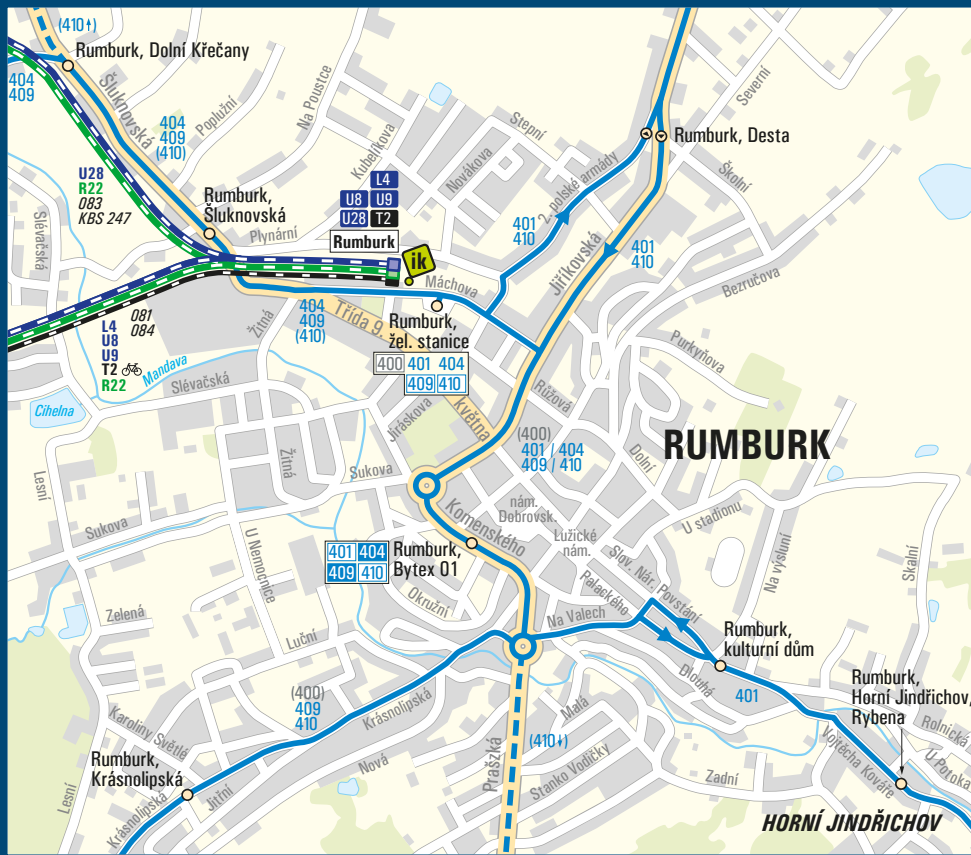 (410↑)
Rumburk, Dolní Křečany
404
409
Šluknovská
Poplužní
Na Poustce
404
409
(410)
Kubelíkova
Stepní
Novákova
2. polské armády
Severní
Rumburk, Desta
Školní
U28
R22
083
KBS 247
Rumburk,
Šluknovská
L4
U8 U9
U28 T2
Rumburk
ik
Slévačská
Plynární
401
410
Jiříkovská
401
410
Bezručova
Máchova
081
084
L4
U8
U9
T2
R22
Mandava
Žitná
404
409
(410)
Třída 9. května
Rumburk,
žel. stanice
400 401 404
409 410
Purkyňova
Cihelna
Slévačská
Jiráskova
Růžová
(400)
401 / 404
409 / 410
Dolní
RUMBURK
Lesní
Žitná
Sukova
Sukova
nám.
Dobrovsk.
Komenského
Lužické
nám.
U stadionu
U Nemocnice
401 404
409 410
Rumburk,
Bytex 01
Slov. Nár. Povstání
Na výsluní
Skalní
Palackého
Okružní
Zelená
Na Valech
Luční
Rumburk,
kulturní dům
Dlouhá
401
Rumburk,
Horní Jindřichov,
Rybena
Rolnická
(400)
409
410
Krásnolipská
Karoliny Světlé
Malá
(410↓)
Vojtěcha Kováře
U Potoka
Rumburk,
Krásnolipská
Nová
Pražská
Stanko Vodičky
Zadní
Lesní
Jitřní
Krásnolipská
HORNÍ JINDŘICHOV